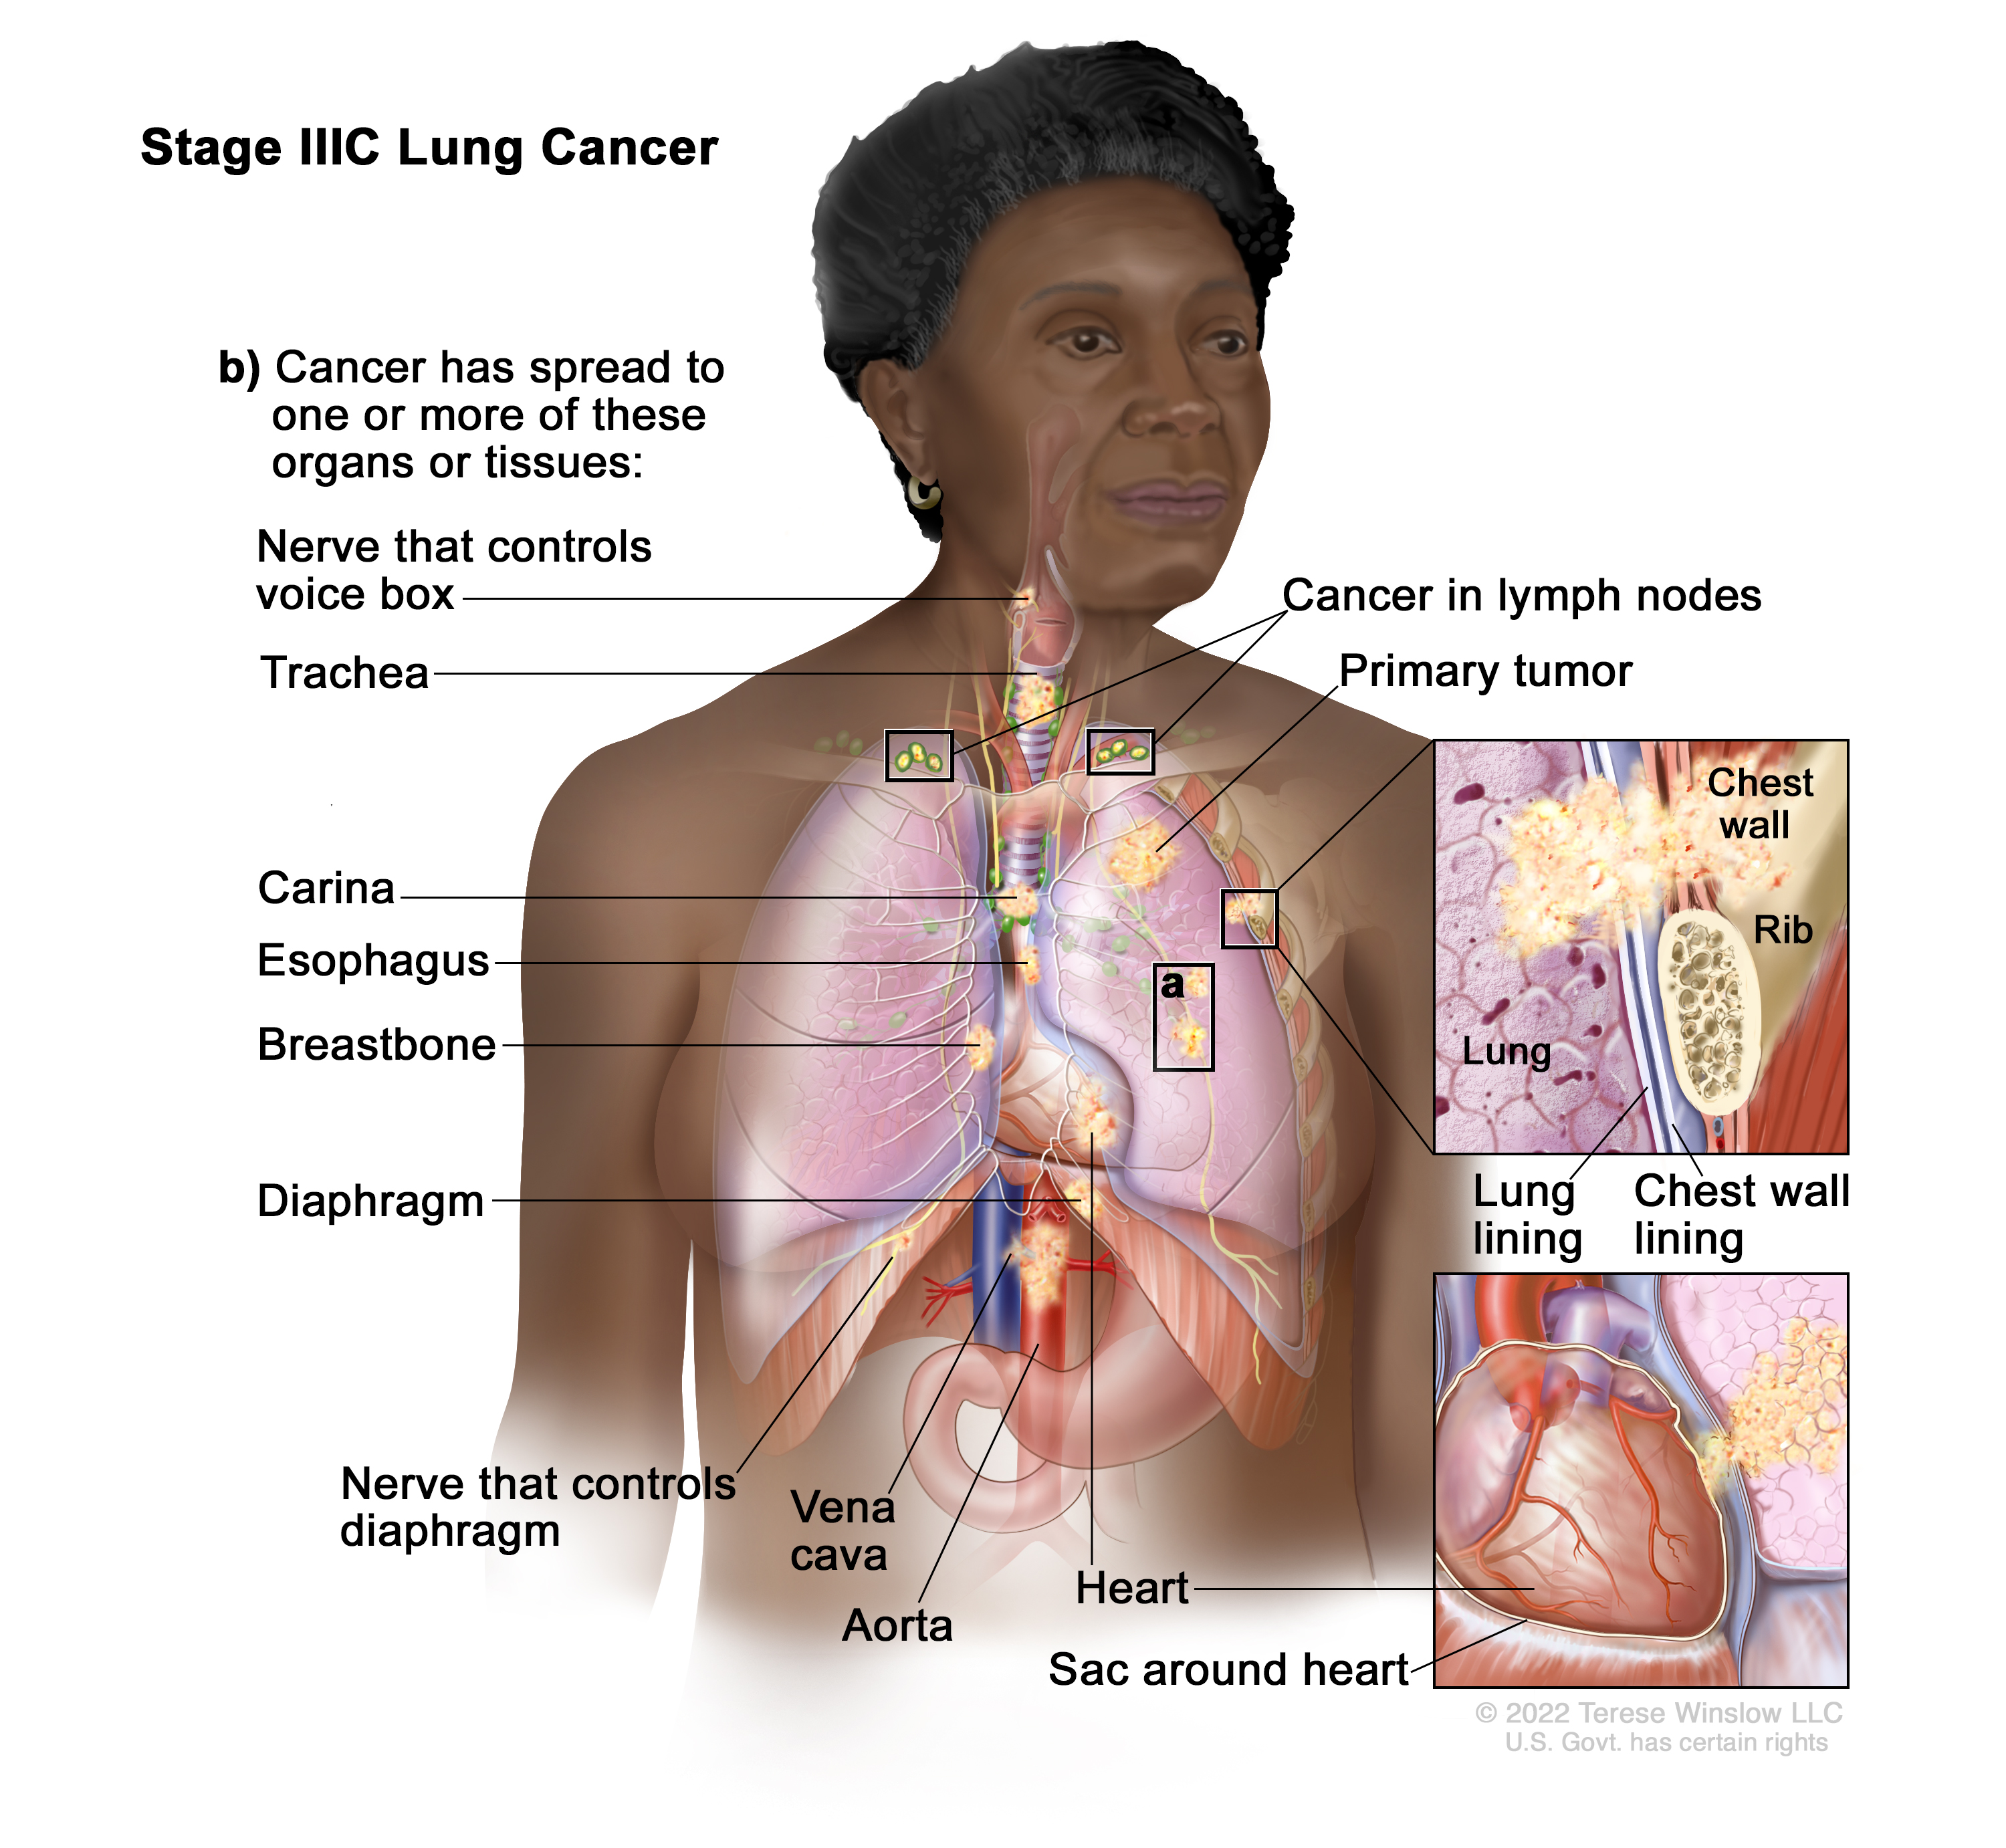 Stage IIIC Lung Cancer
b) Cancer has spread to
one or more of these
organs or tissues:
Nerve that controls
voice box
Trachea
Carina
Esophagus
Breastbone
Diaphragm
Nerve that controls
diaphragm
Vena
cava
Aorta
Heart
Sac around heart
Cancer in lymph nodes
Primary tumor
a
Chest
wall
Rib
Lung
Lung
lining
Chest wall
lining
© 2022 Terese Winslow LLC
U.S. Govt. has certain rights